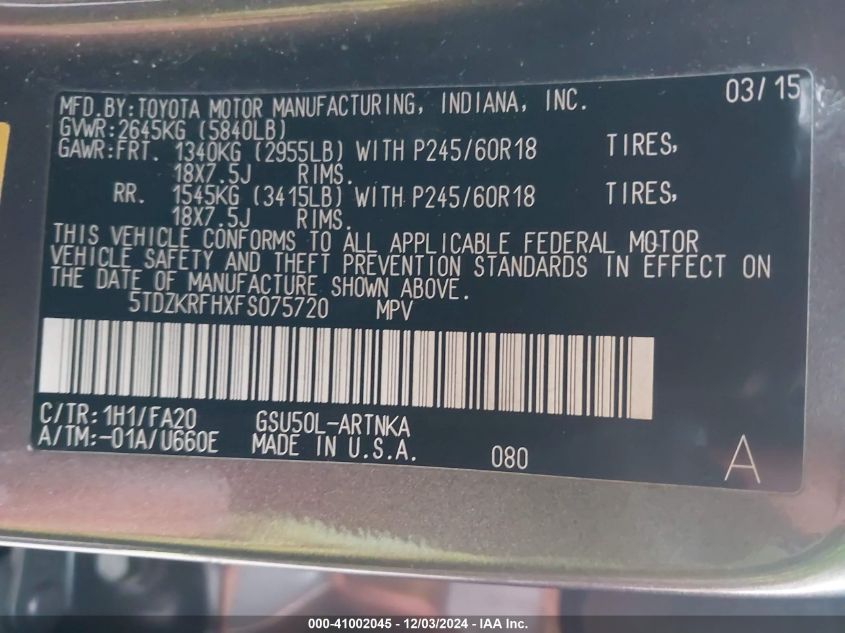 03/15
MFD.BY:TOYOTA MOTOR MANUFACTURING, INDIANA, INC.
GVWR:2645KG (5840LB)
GAWR:FRT. 1340KG (2955LB) WITH P245/60R18 TIRES,
18X7.5J RIMS.
RR. 1545KG (3415LB) WITH P245/60R18 TIRES,
18X7.5J RIMS.
THIS VEHICLE CONFORMS TO ALL APPLICABLE FEDERAL MOTOR
VEHICLE SAFETY AND THEFT PREVENTION STANDARDS IN EFFECT ON
THE DATE OF MANUFACTURE SHOWN ABOVE.
5TDZKRFHXFS075720 MPV
C/TR:1H1/FA20 GSU50L-ARTNKA
A/TM:-01A/U660E MADE IN U.S.A. 080 A
000-41002045 - 12/03/2024 - IAA Inc.